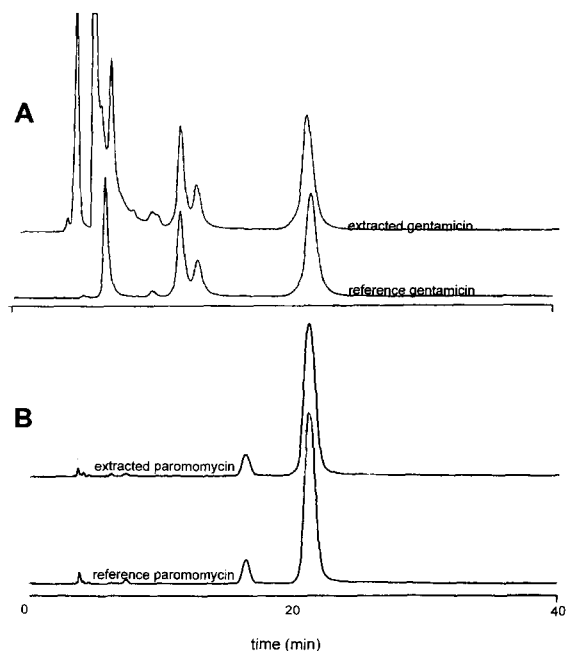 A
extracted gentamicin
reference gentamicin
B
extracted paromomycin
reference paromomycin
0 20 40
time (min)